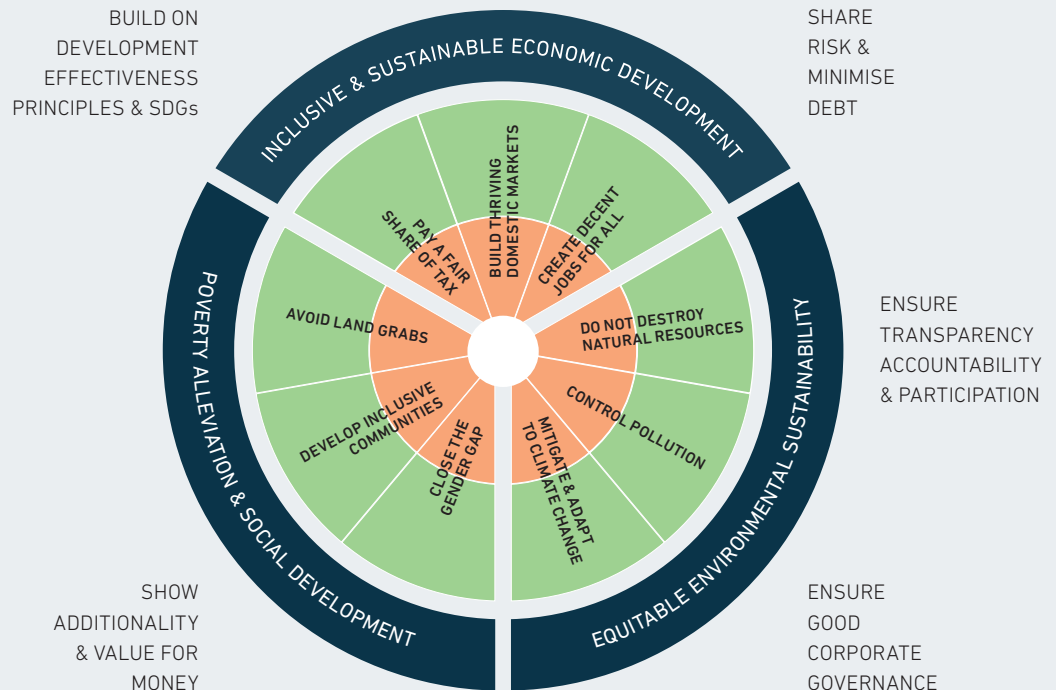 BUILD ON
DEVELOPMENT
EFFECTIVENESS
PRINCIPLES & SDGs
SHARE
RISK &
MINIMISE
DEBT
INCLUSIVE & SUSTAINABLE ECONOMIC DEVELOPMENT
PAY A FAIR
SHARE OF TAX
BUILD THRIVING
DOMESTIC MARKETS
CREATE DECENT
JOBS FOR ALL
POVERTY ALLEVIATION & SOCIAL DEVELOPMENT
AVOID LAND GRABS
DEVELOP INCLUSIVE
COMMUNITIES
CLOSE THE
GENDER GAP
DO NOT DESTROY
NATURAL RESOURCES
CONTROL POLLUTION
MITIGATE & ADAPT
TO CLIMATE CHANGE
EQUITABLE ENVIRONMENTAL SUSTAINABILITY
ENSURE
TRANSPARENCY
ACCOUNTABILITY
& PARTICIPATION
SHOW
ADDITIONALITY
& VALUE FOR
MONEY
ENSURE
GOOD
CORPORATE
GOVERNANCE